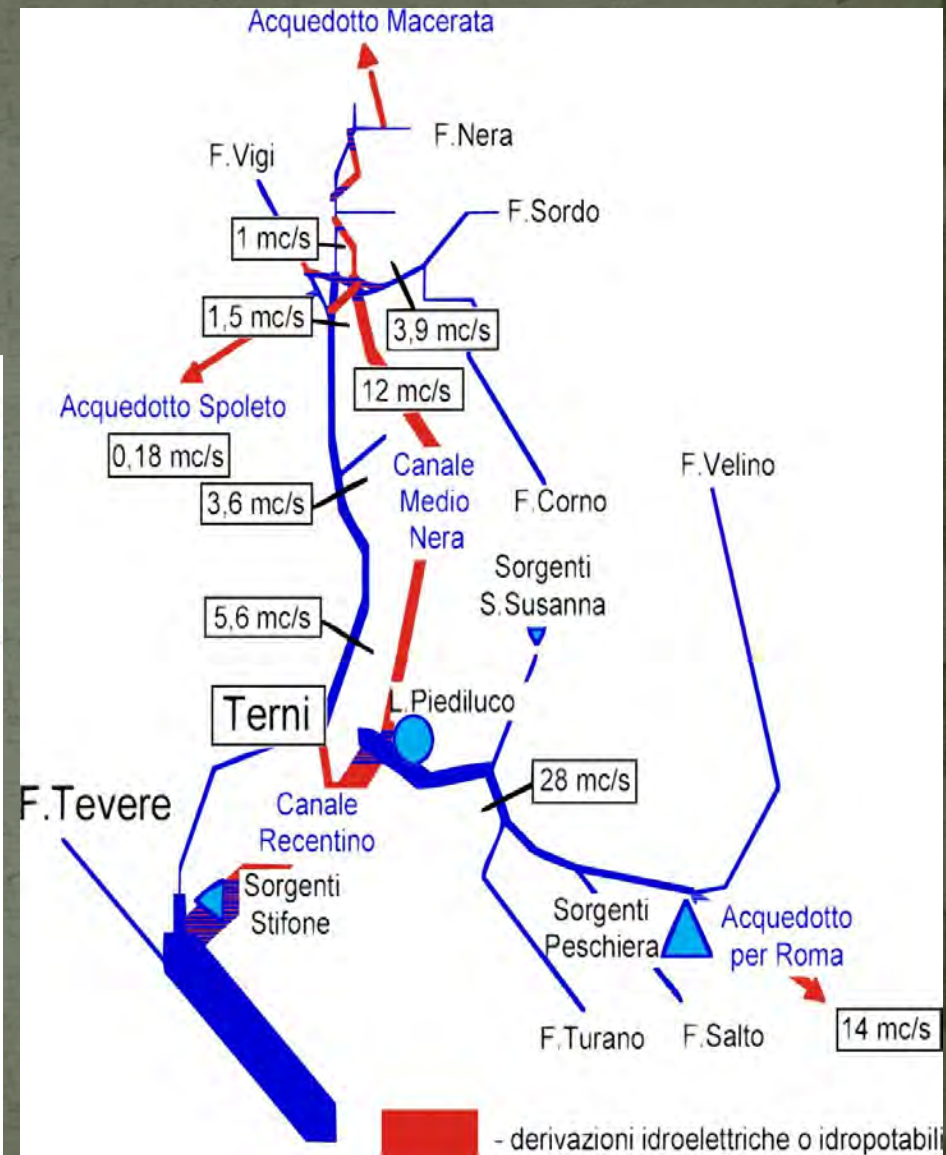 Acquedotto Macerata
F.Nera
F.Vigi
F.Sordo
1 mc/s
1,5 mc/s
3,9 mc/s
12 mc/s
Acquedotto Spoleto
0,18 mc/s
Canale
Medio
Nera
F.Velino
3,6 mc/s
F.Corno
Sorgenti
S.Susanna
5,6 mc/s
Terni
L.Piediluco
28 mc/s
F.Tevere
Canale
Recentino
Sorgenti
Stifone
Sorgenti
Peschiera
Acquedotto
per Roma
14 mc/s
F.Turano
F.Salto
- derivazioni idroelettriche o idropotabili